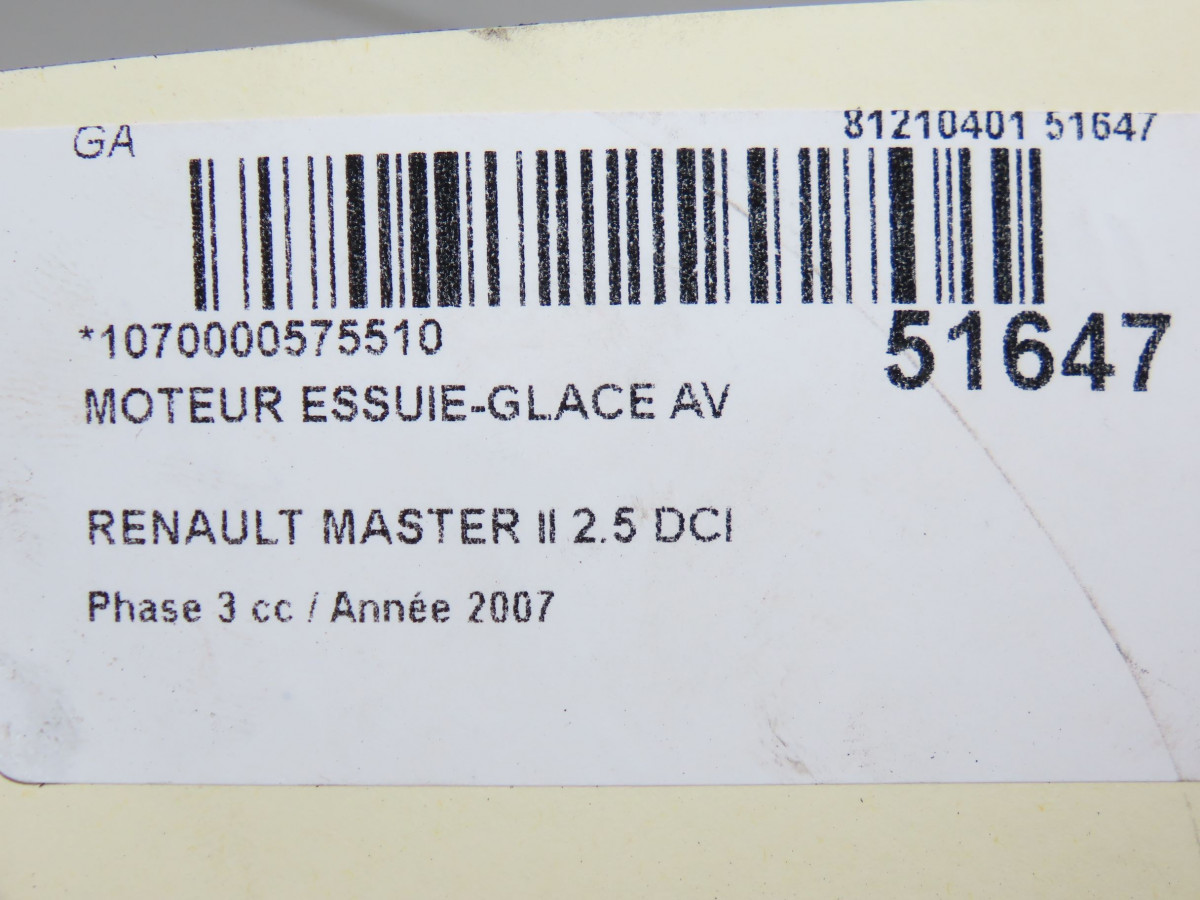 GA 81210401 51647
*1070000575510
51647
MOTEUR ESSUIE-GLACE AV
RENAULT MASTER II 2.5 DCI
Phase 3 cc / Année 2007